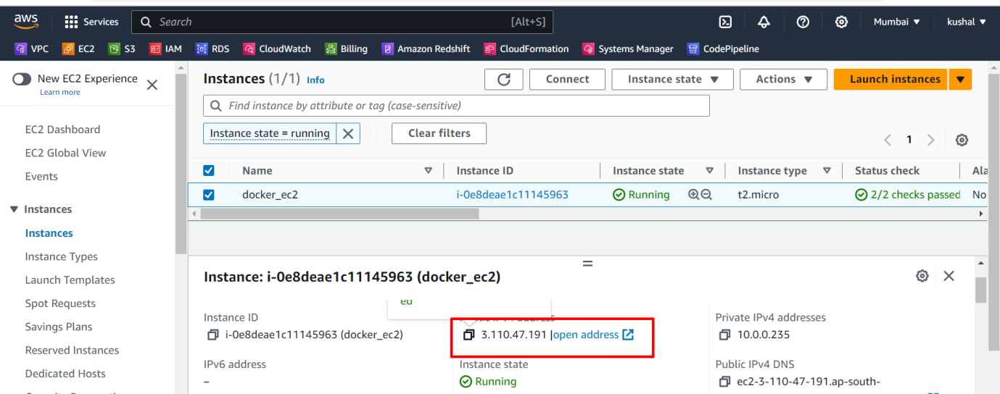 aws Services Search [Alt+S] Mumbai ▼ kushal ▼
VPC EC2 S3 IAM RDS CloudWatch Billing Amazon Redshift CloudFormation Systems Manager CodePipeline
New EC2 Experience
Learn more
EC2 Dashboard
EC2 Global View
Events
Instances
Instances
Instance Types
Launch Templates
Spot Requests
Savings Plans
Reserved Instances
Dedicated Hosts
Instances (1/1) Info Connect Instance state ▼ Actions ▼ Launch instances ▼
Find instance by attribute or tag (case-sensitive)
Instance state = running Clear filters
< 1 >
Name Instance ID Instance state Instance type Status check Ala
docker_ec2 i-0e8deae1c11145963 Running t2.micro 2/2 checks passed No
Instance: i-0e8deae1c11145963 (docker_ec2)
ed
Instance ID
i-0e8deae1c11145963 (docker_ec2)
IPv6 address
–
address
3.110.47.191 |open address
Instance state
Running
Private IPv4 addresses
10.0.0.235
Public IPv4 DNS
ec2-3-110-47-191.ap-south-